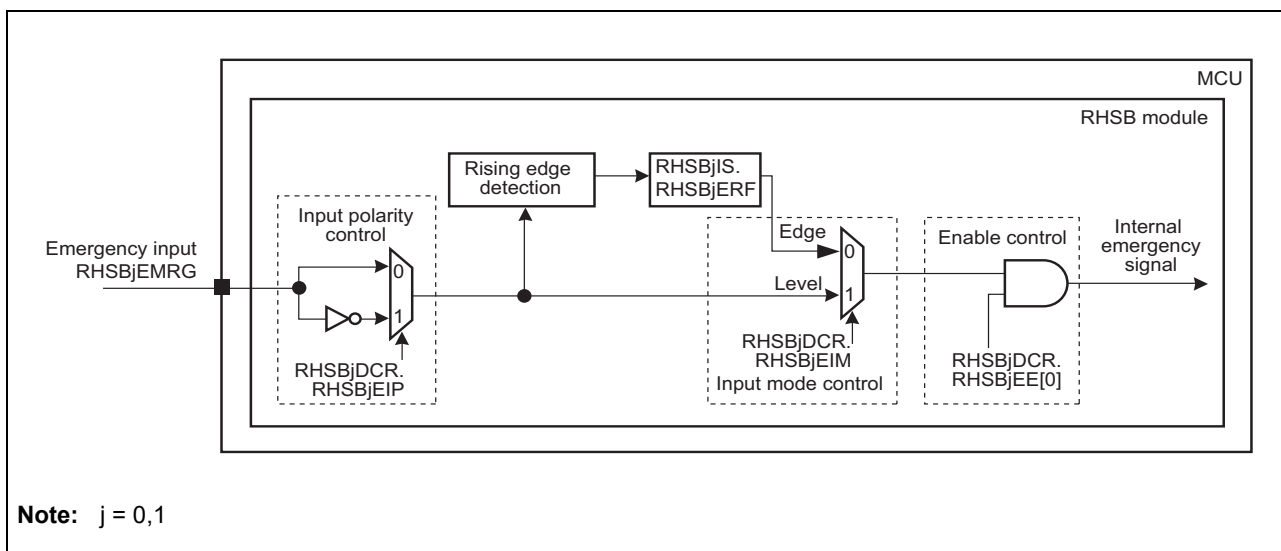 MCU
RHSB module
Rising edge
detection
RHSBjIS.
RHSBjERF
Input polarity
control
Emergency input
RHSBjEMRG
0
1
RHSBjDCR.
RHSBjEIP
Edge
0
Level
1
RHSBjDCR.
RHSBjEIM
Input mode control
Enable control
RHSBjDCR.
RHSBjEE[0]
Internal
emergency
signal
Note: j = 0,1